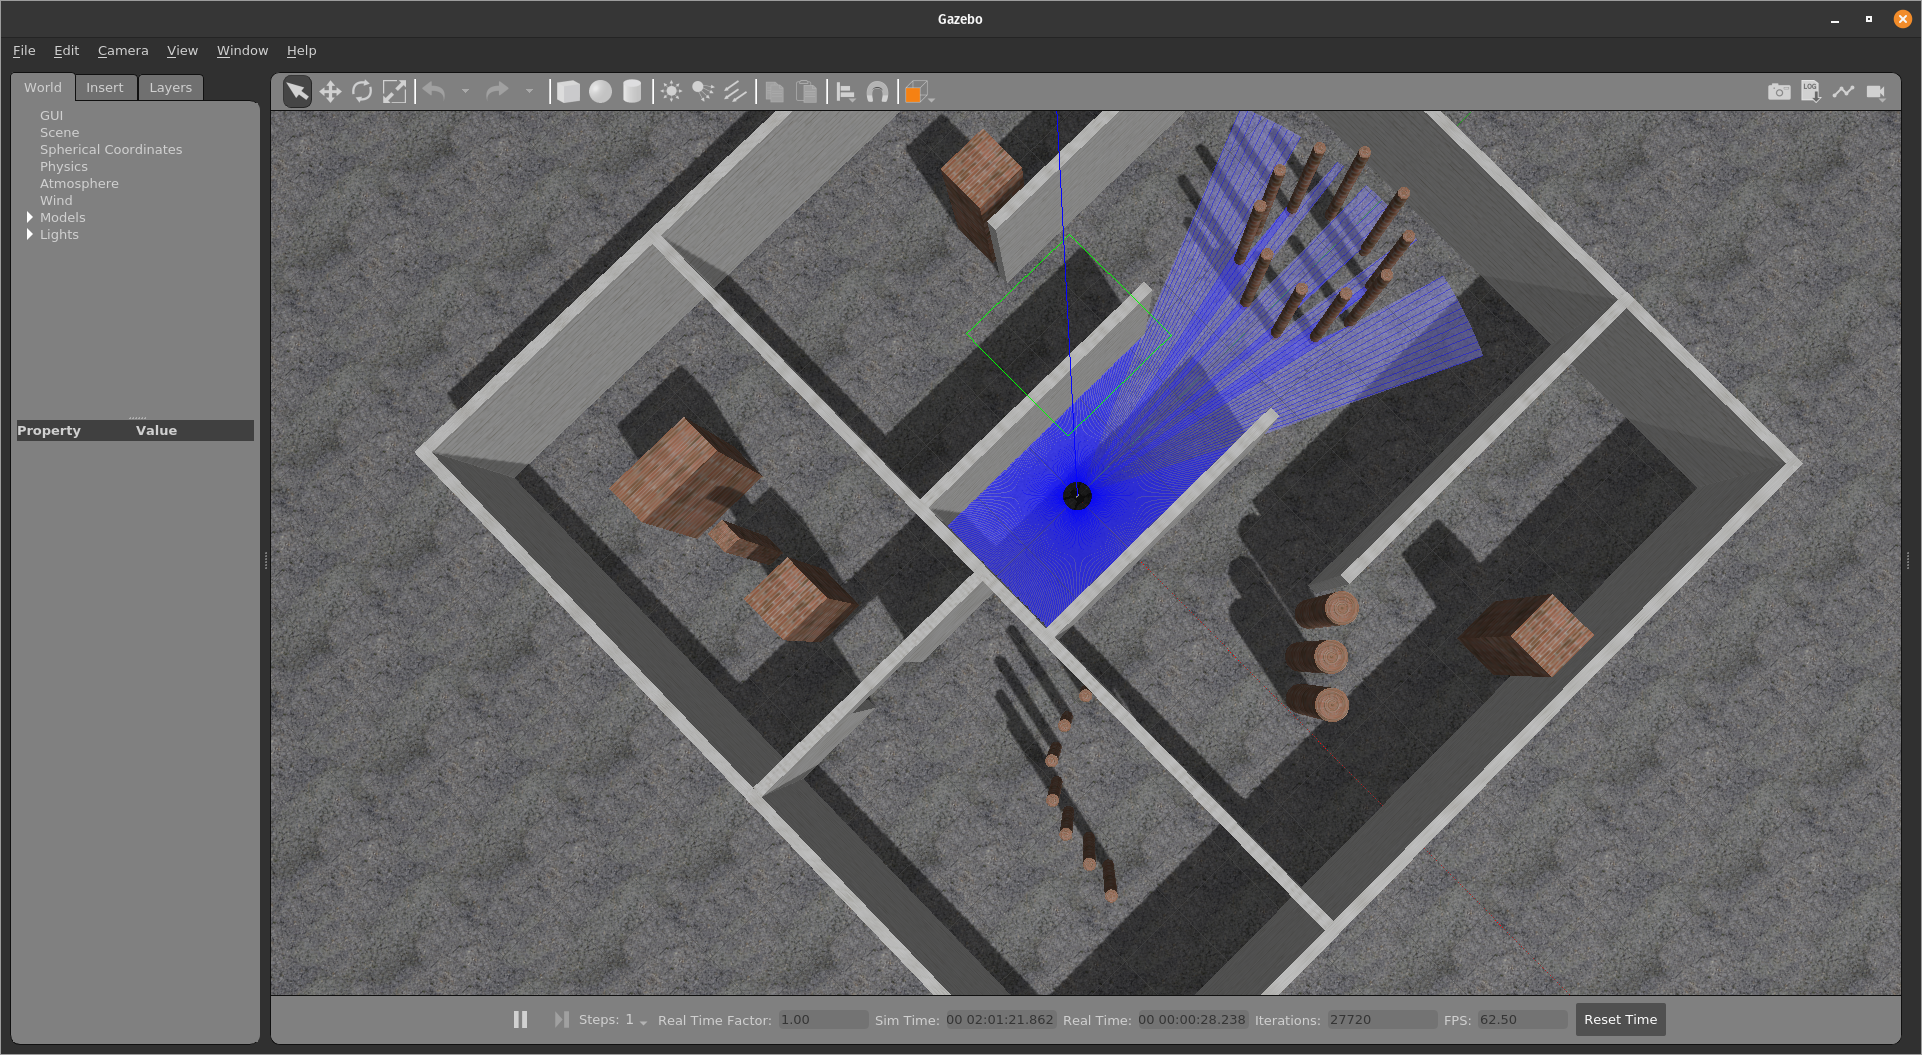 Gazebo
File Edit Camera View Window Help
World Insert Layers
LOG
GUI
Scene
Spherical Coordinates
Physics
Atmosphere
Wind
Models
Lights
Property Value
Steps: 1 Real Time Factor: 1.00 Sim Time: 00 02:01:21.862 Real Time: 00 00:00:28.238 Iterations: 27720 FPS: 62.50 Reset Time